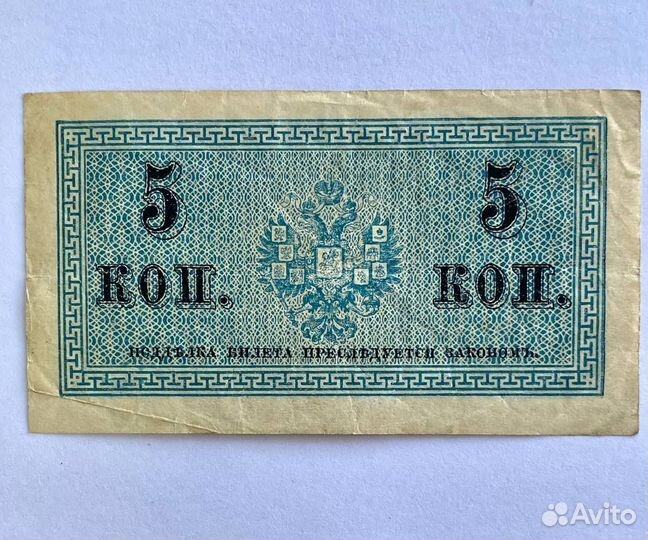 5 5
КОП. КОП.
ПОДДѢЛКА БИЛЕТА ПРЕСЛѢДУЕТСЯ ЗАКОНОМЪ.
Avito